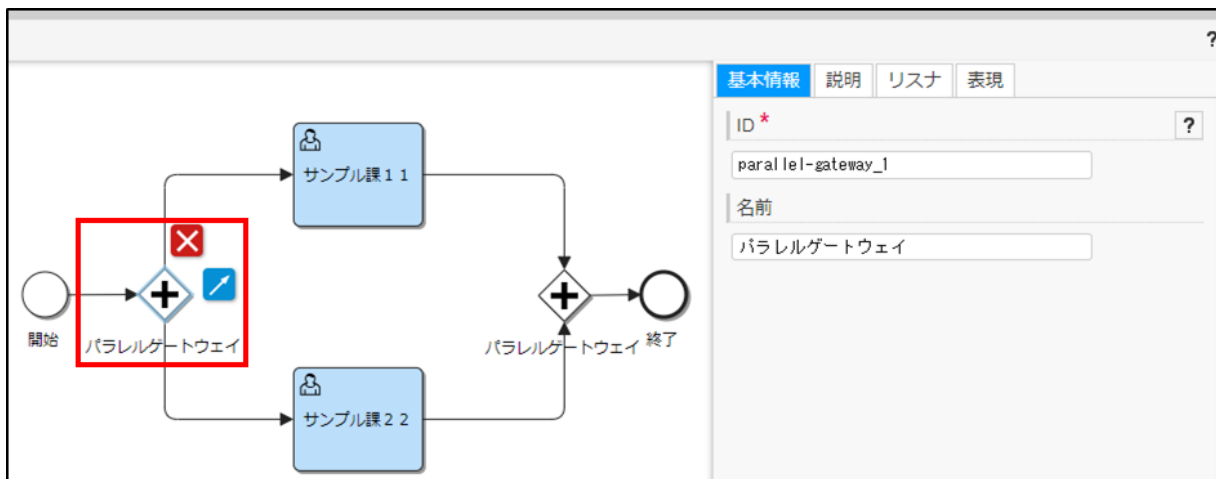 ?
基本情報 説明 リスナ 表現
ID *
?
parallel-gateway_1
名前
パラレルゲートウェイ
サンプル課１１
開始
パラレルゲートウェイ
パラレルゲートウェイ
終了
サンプル課２２